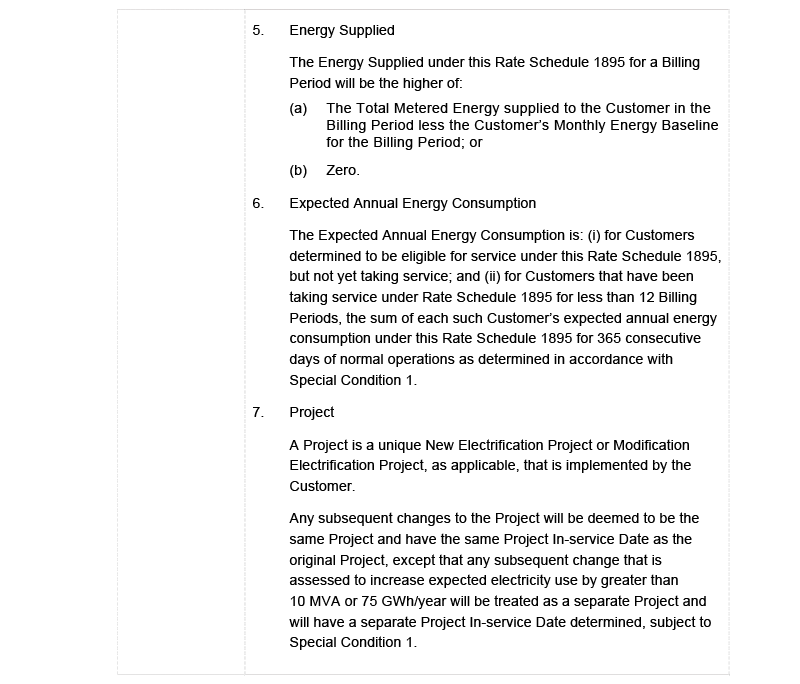 5. Energy Supplied
The Energy Supplied under this Rate Schedule 1895 for a Billing
Period will be the higher of:
(a) The Total Metered Energy supplied to the Customer in the
Billing Period less the Customer’s Monthly Energy Baseline
for the Billing Period; or
(b) Zero.
6. Expected Annual Energy Consumption
The Expected Annual Energy Consumption is: (i) for Customers
determined to be eligible for service under this Rate Schedule 1895,
but not yet taking service; and (ii) for Customers that have been
taking service under Rate Schedule 1895 for less than 12 Billing
Periods, the sum of each such Customer’s expected annual energy
consumption under this Rate Schedule 1895 for 365 consecutive
days of normal operations as determined in accordance with
Special Condition 1.
7. Project
A Project is a unique New Electrification Project or Modification
Electrification Project, as applicable, that is implemented by the
Customer.
Any subsequent changes to the Project will be deemed to be the
same Project and have the same Project In-service Date as the
original Project, except that any subsequent change that is
assessed to increase expected electricity use by greater than
10 MVA or 75 GWh/year will be treated as a separate Project and
will have a separate Project In-service Date determined, subject to
Special Condition 1.